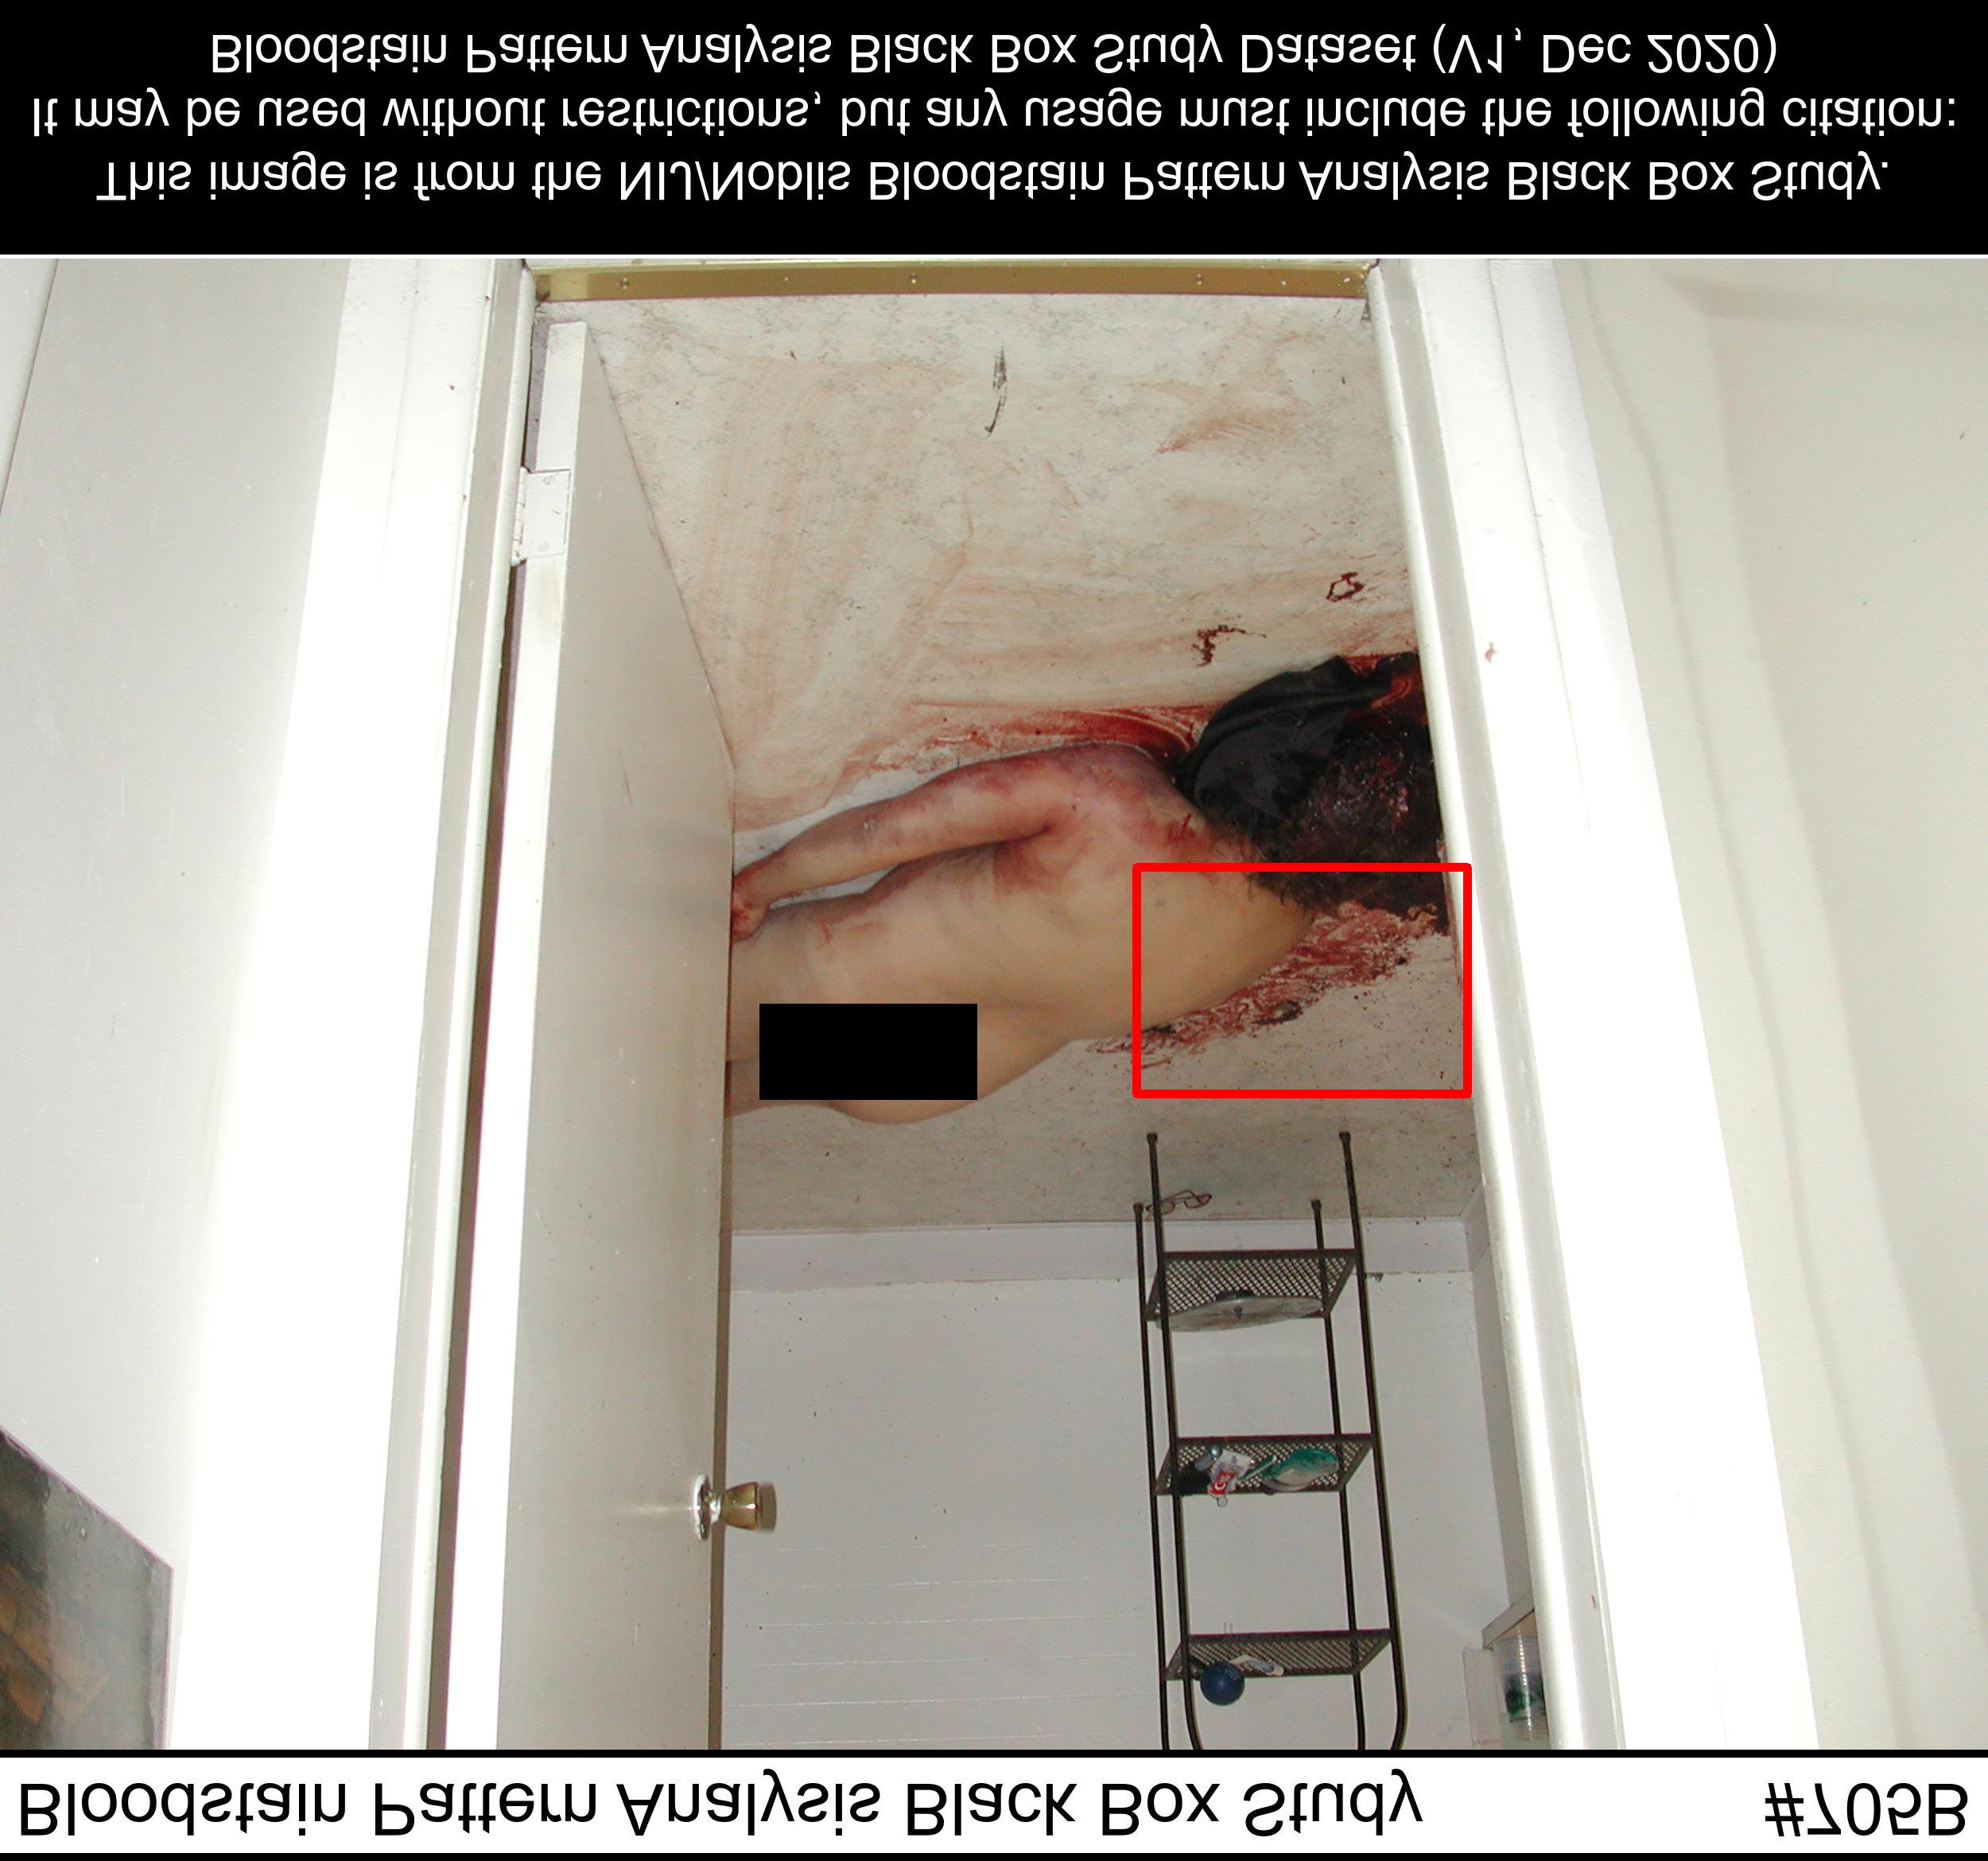 Bloodstain Pattern Analysis Black Box Study #705B
This image is from the NIJ/Noblis Bloodstain Pattern Analysis Black Box Study.
It may be used without restrictions, but any usage must include the following citation:
Bloodstain Pattern Analysis Black Box Study Dataset (V1, Dec 2020)